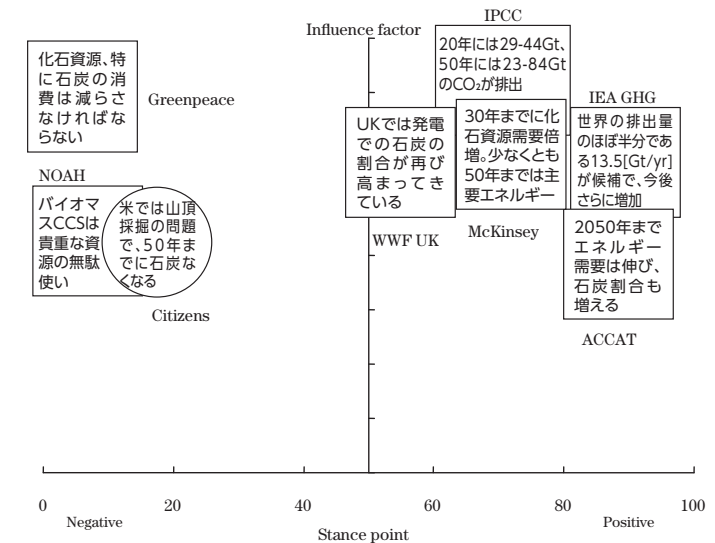 IPCC
Influence factor
20年には29-44Gt、
50年には23-84Gt
のCO₂が排出
化石資源、特
に石炭の消
費は減らさ
なければな
らない
Greenpeace
IEA GHG
UKでは発電
での石炭の
割合が再び
高まってき
ている
WWF UK
30年までに化
石資源需要倍
増。少なくとも
50年までは主
要エネルギー
McKinsey
世界の排出量
のほぼ半分であ
る13.5[Gt/yr]
が候補で、今後
さらに増加
NOAH
バイオマ
スCCSは
貴重な資
源の無駄
使い
米では山頂
採掘の問題
で、50年ま
でに石炭な
くなる
Citizens
2050年まで
エネルギー
需要は伸び、
石炭割合も
増える
ACCAT
0 20 40 60 80 100
Negative Positive
Stance point